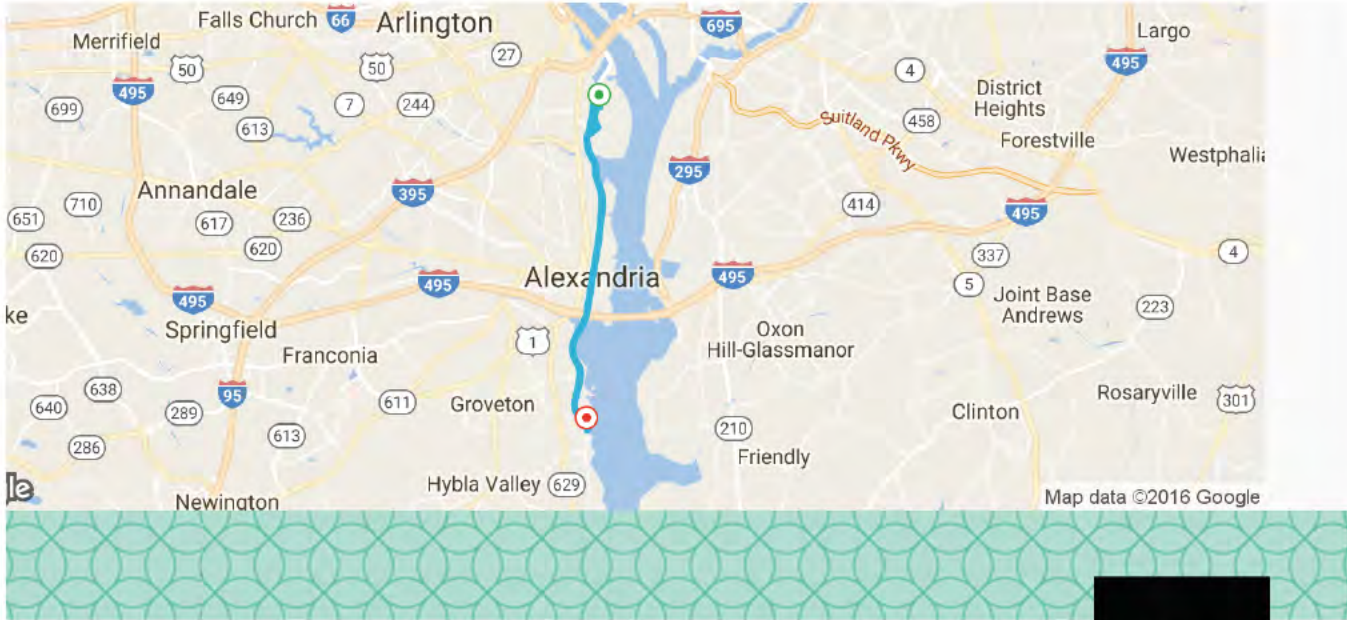 Falls Church 66 Arlington 695 Largo
Merrifield 50 50 27 495
495 699 649 7 244 4
613 458 District
Heights
Suitland Pkwy Forestville
Westphalia
295
Annandale 395
651 710 617 236 414 495
620 620 337 4
Alexandria 495
495 495 5 Joint Base
Andrews 223
ke Springfield 1 Oxon
Hill-Glassmanor
Franconia
638 95 Rosaryville 301
640 289 611 Groveton Clinton
613 210
286 Friendly
le Hybla Valley 629
Newington Map data ©2016 Google